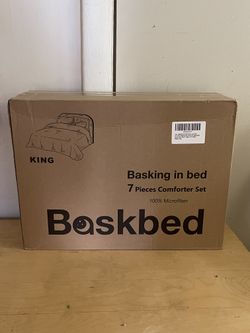 KING
Basking in bed
7 Pieces Comforter Set
100% Microfiber
Baskbed